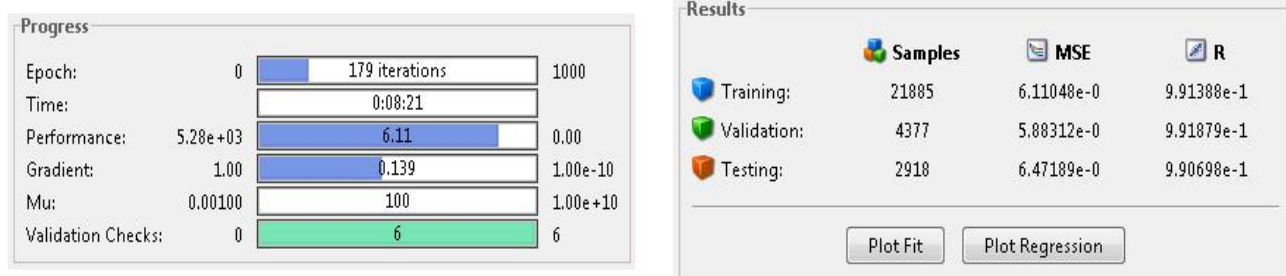 Progress
Epoch: 0 179 iterations 1000
Time: 0:08:21
Performance: 5.28e+03 6.11 0.00
Gradient: 1.00 0.139 1.00e-10
Mu: 0.00100 100 1.00e+10
Validation Checks: 0 6 6
Results
Samples MSE R
Training: 21885 6.11048e-0 9.91388e-1
Validation: 4377 5.88312e-0 9.91879e-1
Testing: 2918 6.47189e-0 9.90698e-1
Plot Fit Plot Regression